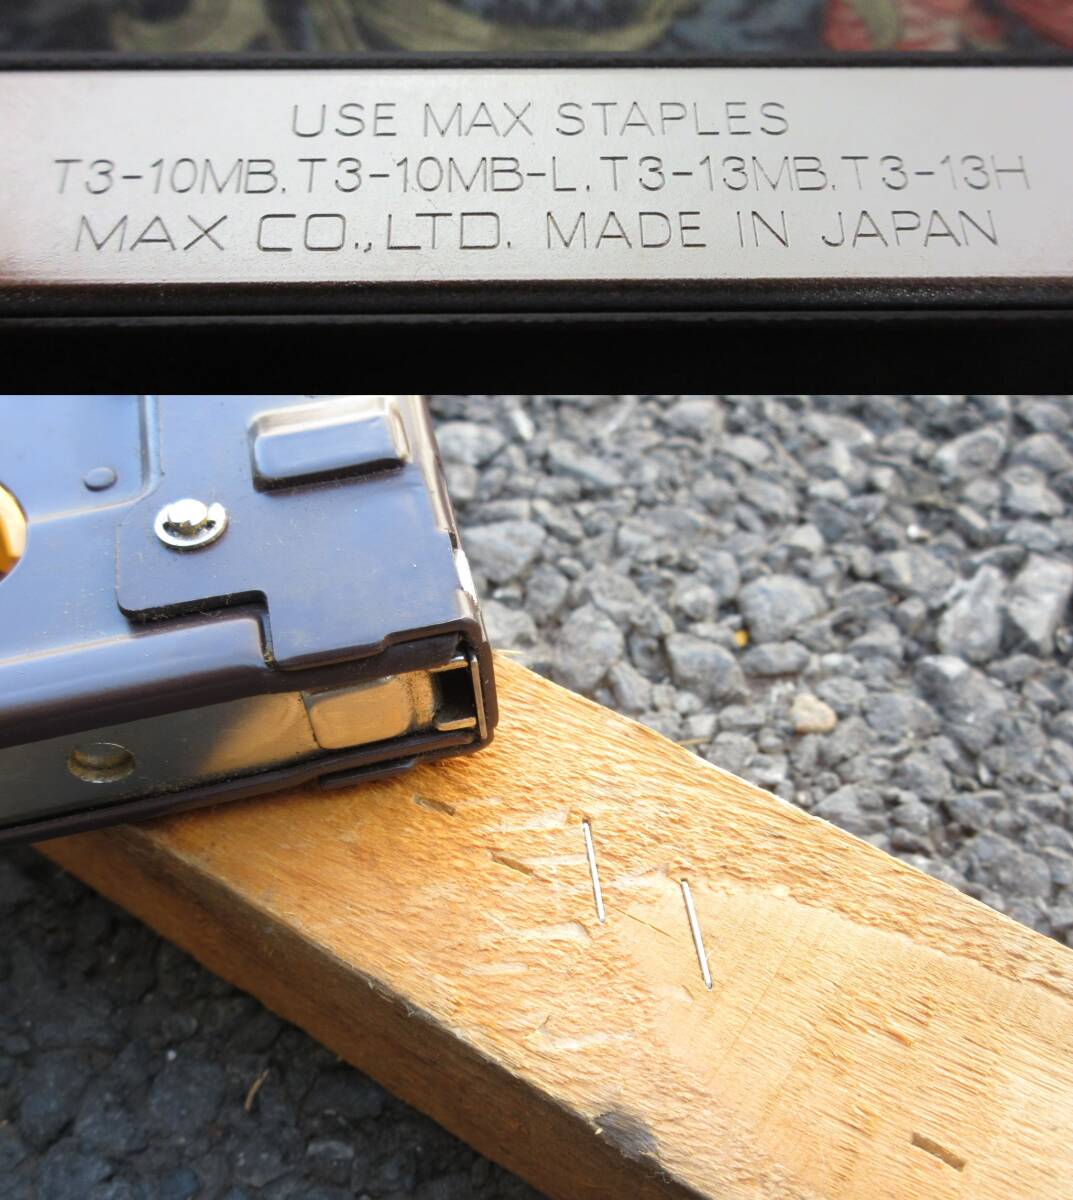 USE MAX STAPLES
T3-10MB.T3-10MB-L.T3-13MB.T3-13H
MAX CO.,LTD. MADE IN JAPAN